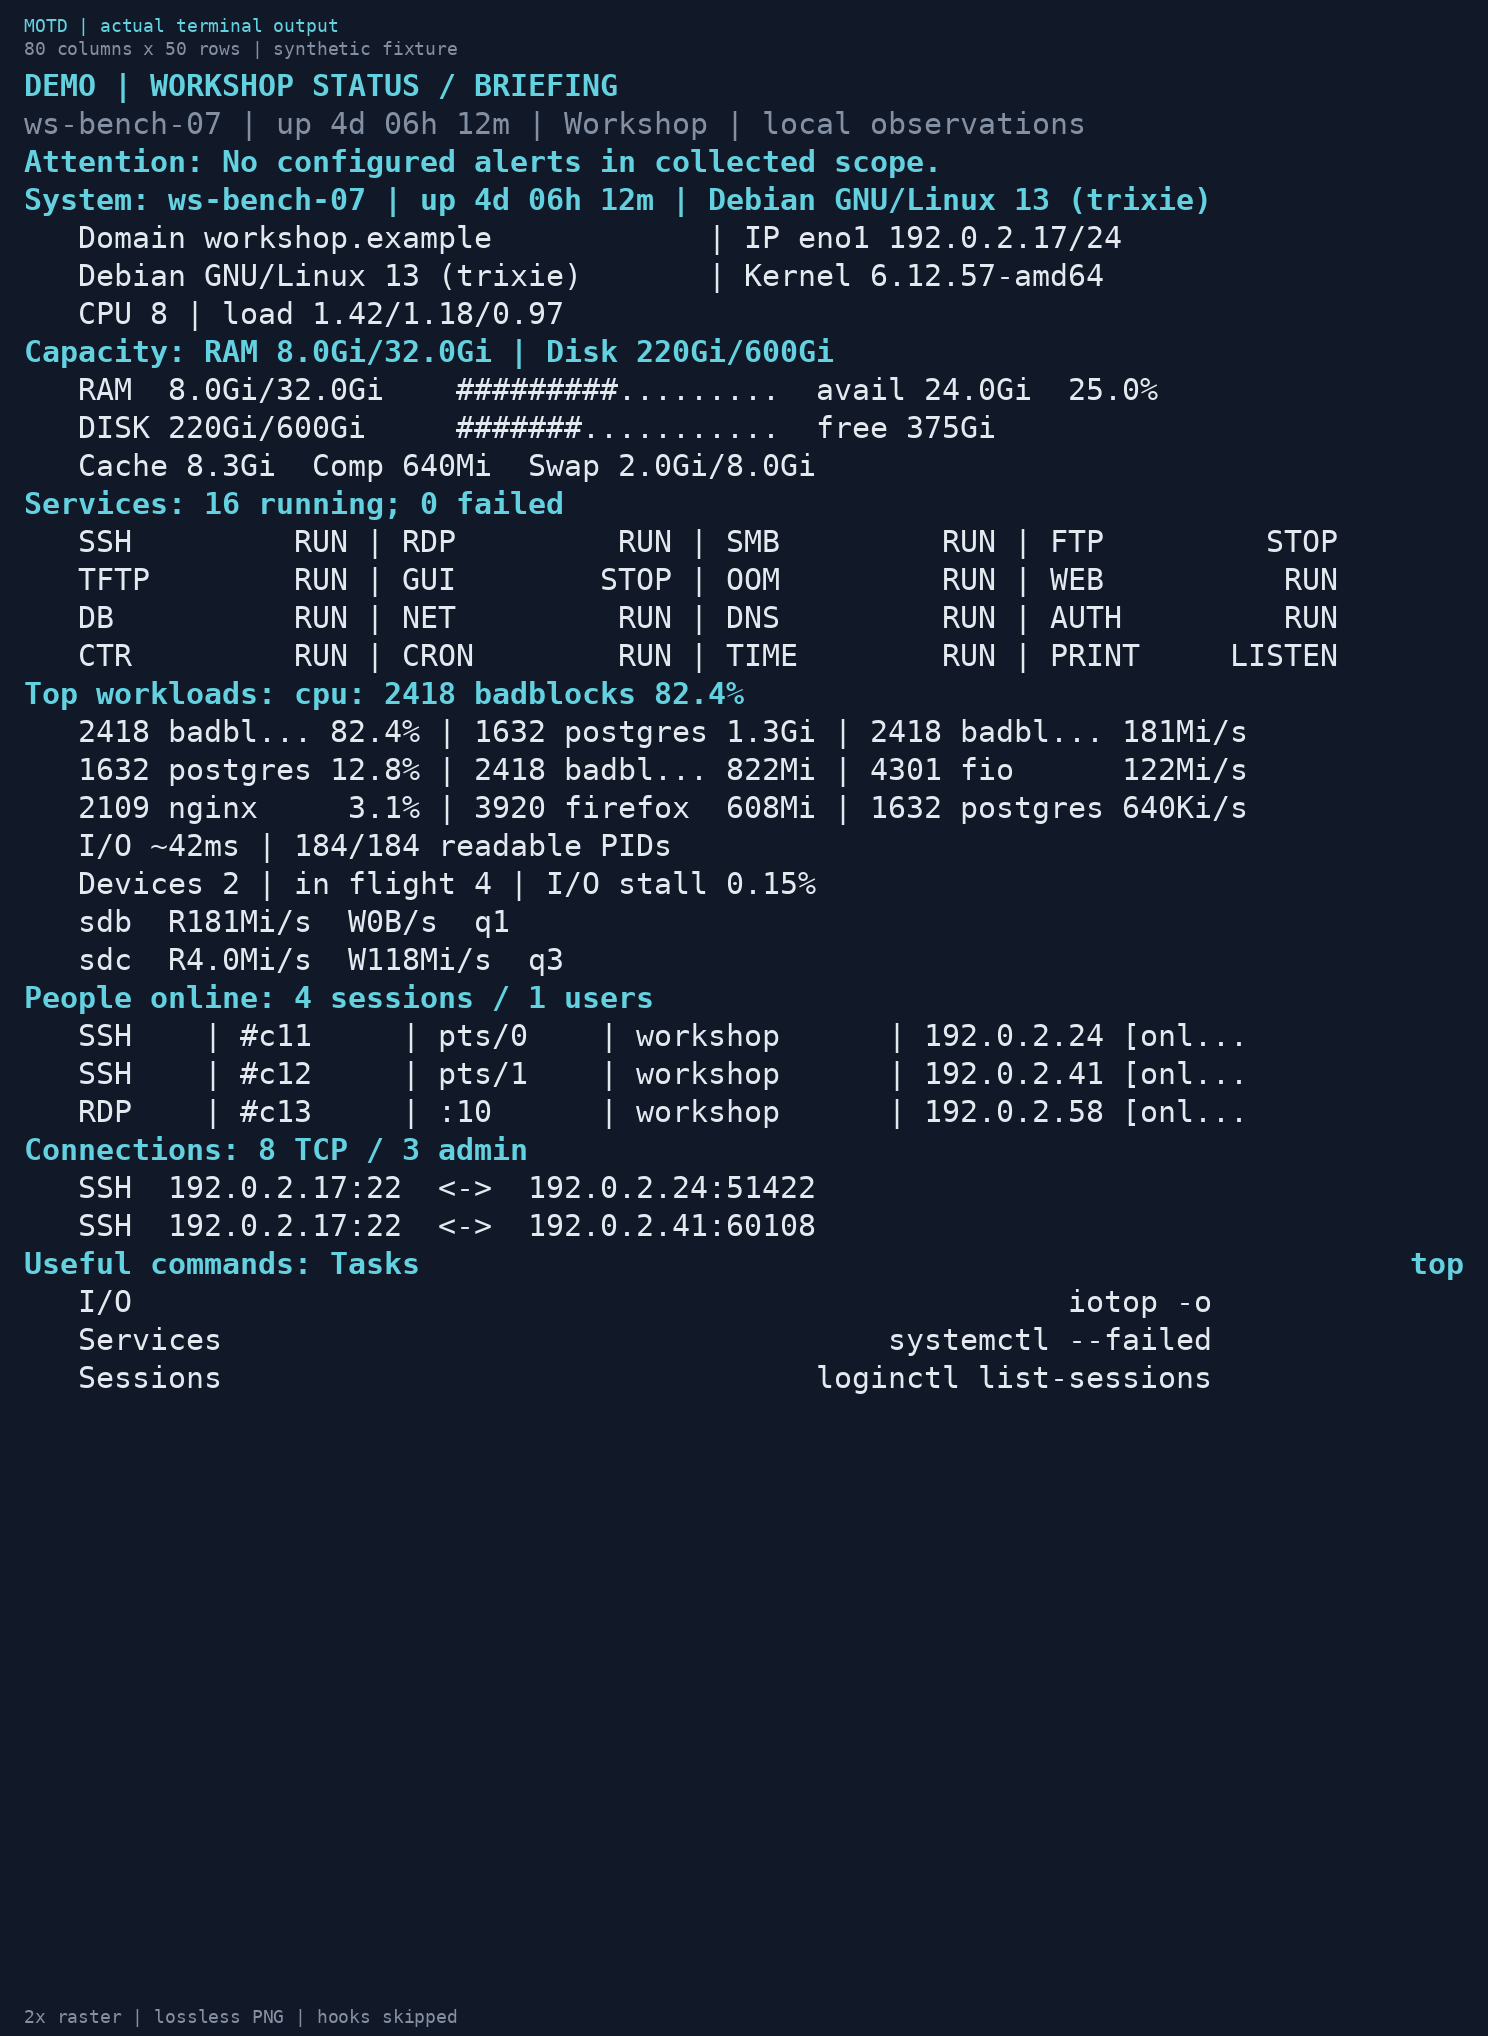 MOTD | actual terminal output
80 columns x 50 rows | synthetic fixture
DEMO | WORKSHOP STATUS / BRIEFING
ws-bench-07 | up 4d 06h 12m | Workshop | local observations
Attention: No configured alerts in collected scope.
System: ws-bench-07 | up 4d 06h 12m | Debian GNU/Linux 13 (trixie)
   Domain workshop.example            | IP eno1 192.0.2.17/24
   Debian GNU/Linux 13 (trixie)       | Kernel 6.12.57-amd64
   CPU 8 | load 1.42/1.18/0.97
Capacity: RAM 8.0Gi/32.0Gi | Disk 220Gi/600Gi
   RAM  8.0Gi/32.0Gi    #########.........  avail 24.0Gi  25.0%
   DISK 220Gi/600Gi     #######...........  free 375Gi
   Cache 8.3Gi  Comp 640Mi  Swap 2.0Gi/8.0Gi
Services: 16 running; 0 failed
   SSH         RUN | RDP         RUN | SMB         RUN | FTP         STOP
   TFTP        RUN | GUI        STOP | OOM         RUN | WEB          RUN
   DB          RUN | NET         RUN | DNS         RUN | AUTH         RUN
   CTR         RUN | CRON        RUN | TIME        RUN | PRINT     LISTEN
Top workloads: cpu: 2418 badblocks 82.4%
   2418 badbl... 82.4% | 1632 postgres 1.3Gi | 2418 badbl... 181Mi/s
   1632 postgres 12.8% | 2418 badbl... 822Mi | 4301 fio      122Mi/s
   2109 nginx     3.1% | 3920 firefox  608Mi | 1632 postgres 640Ki/s
   I/O ~42ms | 184/184 readable PIDs
   Devices 2 | in flight 4 | I/O stall 0.15%
   sdb  R181Mi/s  W0B/s  q1
   sdc  R4.0Mi/s  W118Mi/s  q3
People online: 4 sessions / 1 users
   SSH    | #c11     | pts/0    | workshop      | 192.0.2.24 [onl...
   SSH    | #c12     | pts/1    | workshop      | 192.0.2.41 [onl...
   RDP    | #c13     | :10      | workshop      | 192.0.2.58 [onl...
Connections: 8 TCP / 3 admin
   SSH  192.0.2.17:22  <->  192.0.2.24:51422
   SSH  192.0.2.17:22  <->  192.0.2.41:60108
Useful commands: Tasks                                                       top
   I/O                                                    iotop -o
   Services                                     systemctl --failed
   Sessions                                 loginctl list-sessions
2x raster | lossless PNG | hooks skipped